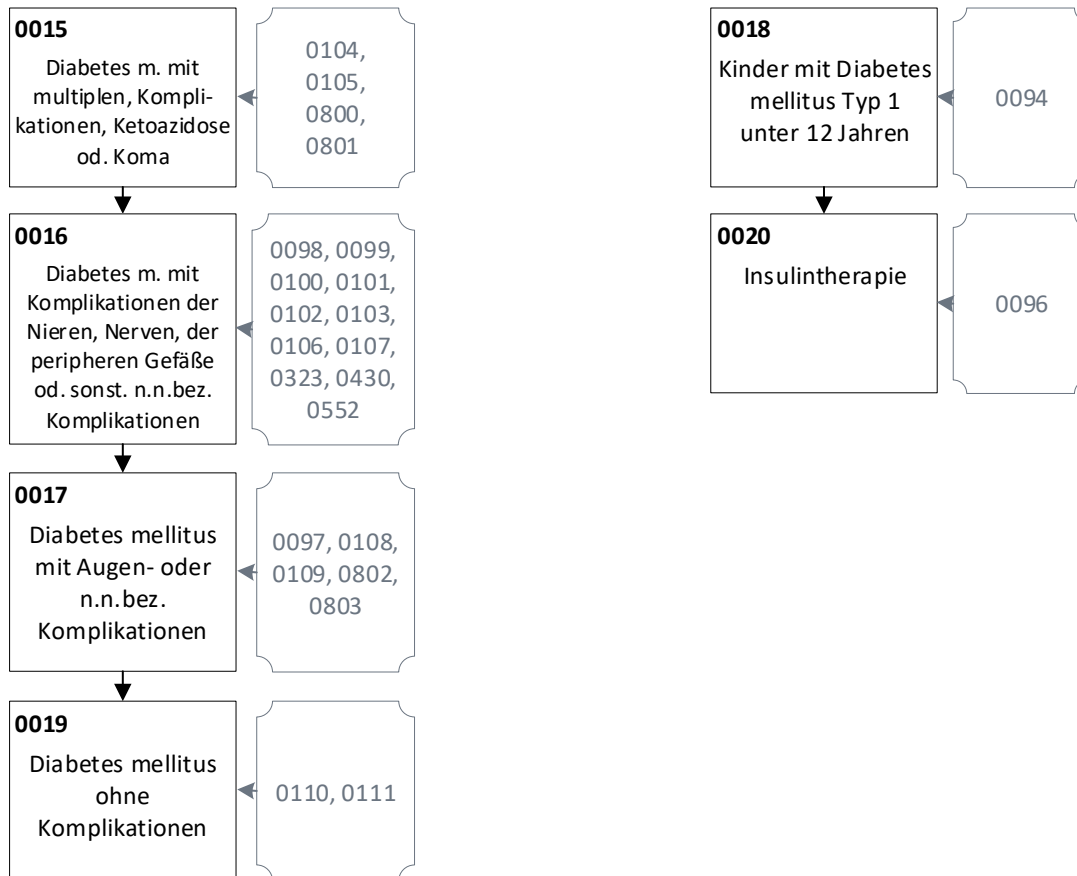 0015
Diabetes m. mit
multiplen, Kompli-
kationen, Ketoazidose
od. Koma
0104,
0105,
0800,
0801
0016
Diabetes m. mit
Komplikationen der
Nieren, Nerven, der
peripheren Gefäße
od. sonst. n.n.bez.
Komplikationen
0098, 0099,
0100, 0101,
0102, 0103,
0106, 0107,
0323, 0430,
0552
0017
Diabetes mellitus
mit Augen- oder
n.n.bez.
Komplikationen
0097, 0108,
0109, 0802,
0803
0019
Diabetes mellitus
ohne
Komplikationen
0110, 0111
0018
Kinder mit Diabetes
mellitus Typ 1
unter 12 Jahren
0094
0020
Insulintherapie
0096